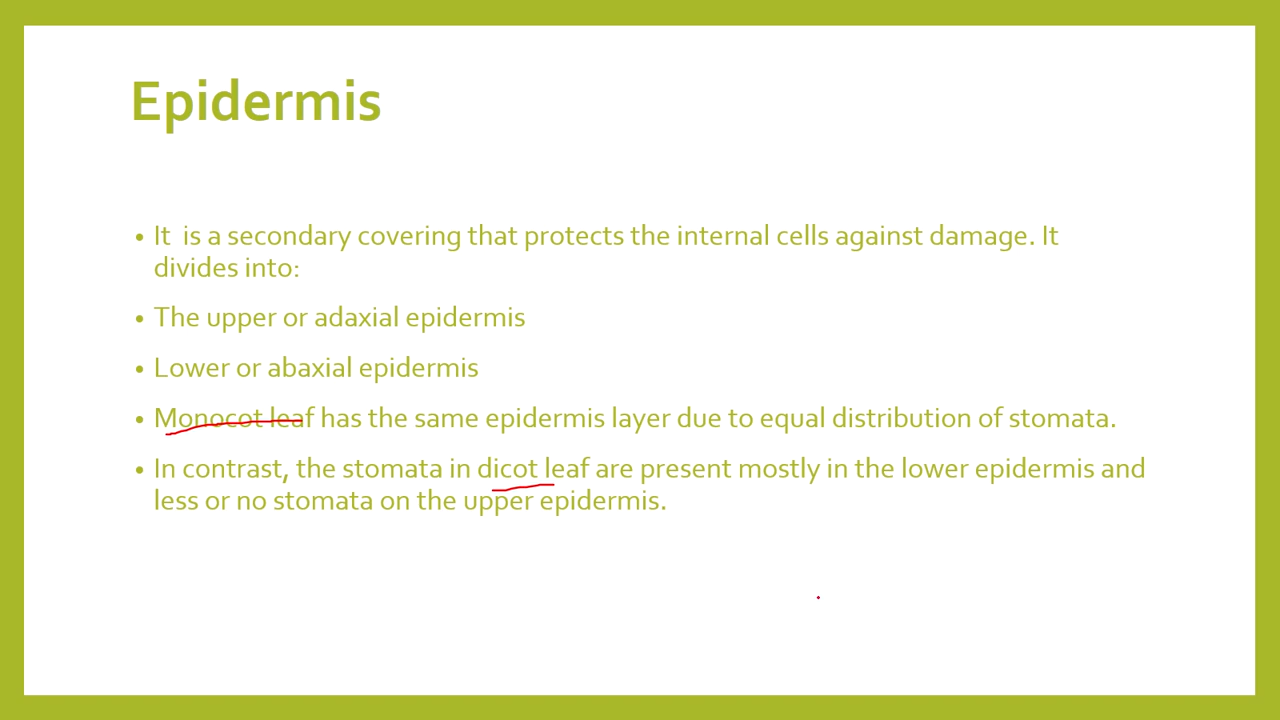 Epidermis
• It is a secondary covering that protects the internal cells against damage. It
divides into:
• The upper or adaxial epidermis
• Lower or abaxial epidermis
• Monocot leaf has the same epidermis layer due to equal distribution of stomata.
• In contrast, the stomata in dicot leaf are present mostly in the lower epidermis and
less or no stomata on the upper epidermis.